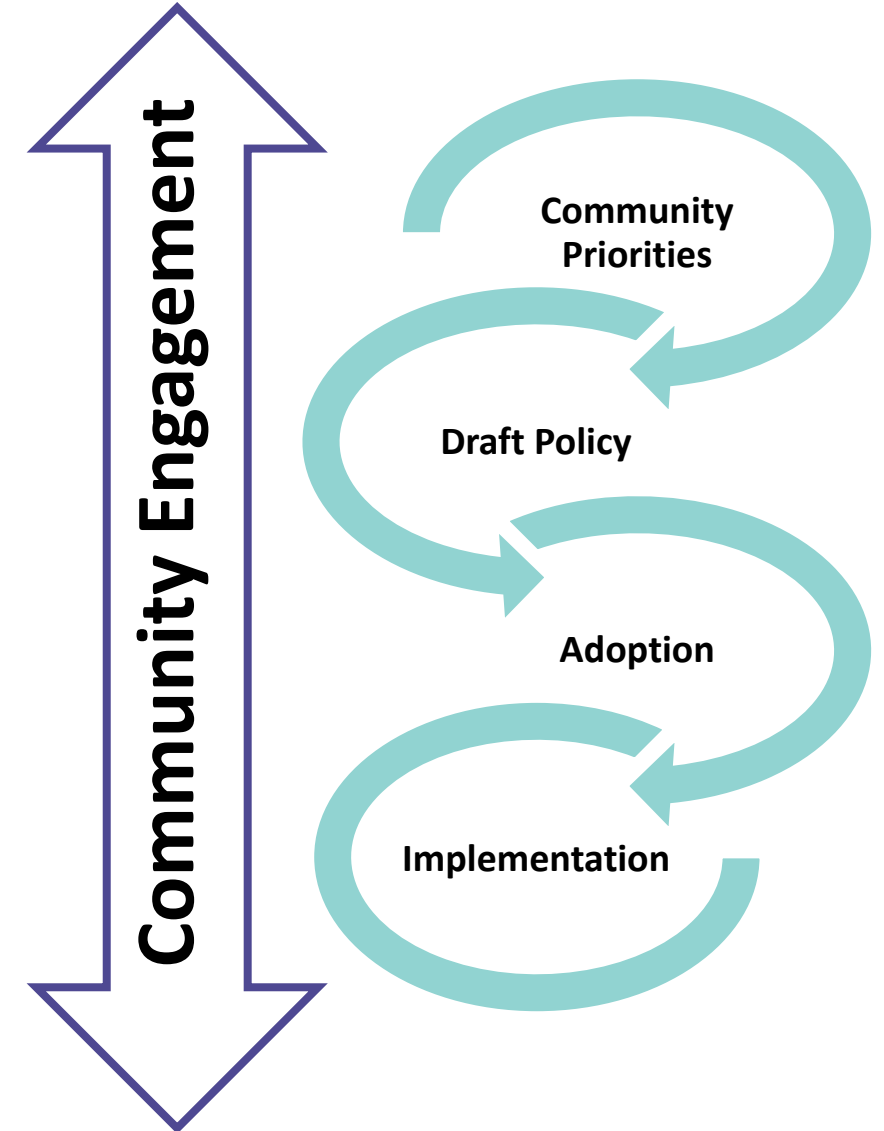 Community Engagement
Community
Priorities
Draft Policy
Adoption
Implementation